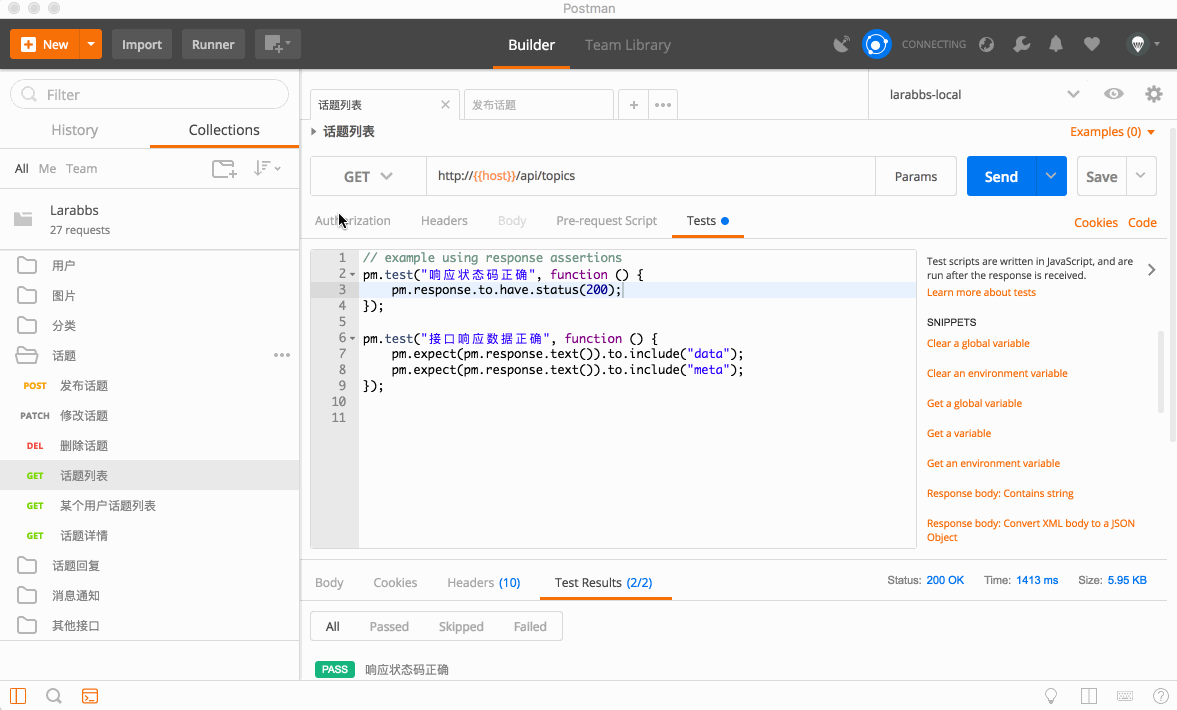 Postman
New
Import
Runner
Builder
Team Library
CONNECTING
Filter
History
Collections
All
Me
Team
Larabbs
27 requests
用户
图片
分类
话题
POST 发布话题
PATCH 修改话题
DEL 删除话题
GET 话题列表
GET 某个用户话题列表
GET 话题详情
话题回复
消息通知
其他接口
话题列表
发布话题
larabbs-local
话题列表
Examples (0)
GET
http://{{host}}/api/topics
Params
Send
Save
Authorization
Headers
Body
Pre-request Script
Tests
Cookies
Code
1 // example using response assertions
2 pm.test("响应状态码正确", function () {
3 pm.response.to.have.status(200);
4 });
5
6 pm.test("接口响应数据正确", function () {
7 pm.expect(pm.response.text()).to.include("data");
8 pm.expect(pm.response.text()).to.include("meta");
9 });
10
11
Test scripts are written in JavaScript, and are
run after the response is received.
Learn more about tests
SNIPPETS
Clear a global variable
Clear an environment variable
Get a global variable
Get a variable
Get an environment variable
Response body: Contains string
Response body: Convert XML body to a JSON
Object
Body
Cookies
Headers (10)
Test Results (2/2)
Status: 200 OK
Time: 1413 ms
Size: 5.95 KB
All
Passed
Skipped
Failed
PASS 响应状态码正确